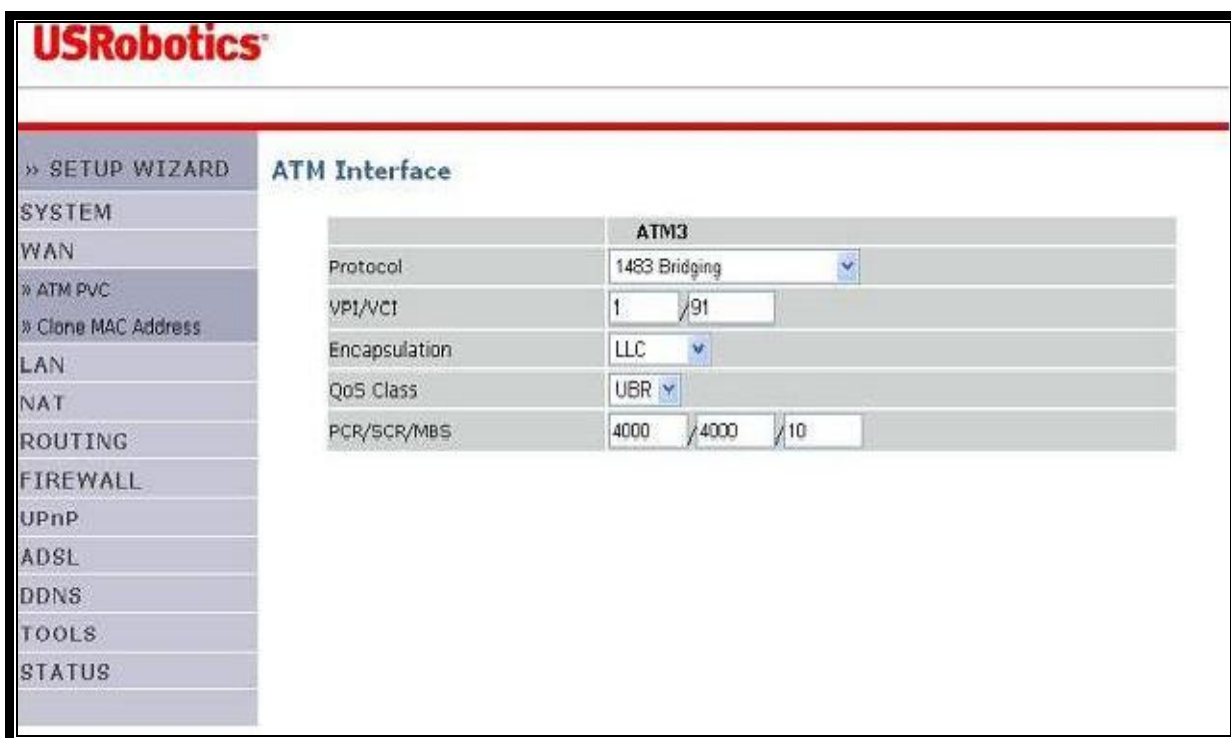 USRobotics
» SETUP WIZARD
SYSTEM
WAN
» ATM PVC
» Clone MAC Address
LAN
NAT
ROUTING
FIREWALL
UPnP
ADSL
DDNS
TOOLS
STATUS
ATM Interface
ATM3
Protocol 1483 Bridging
VPI/VCI 1 /91
Encapsulation LLC
QoS Class UBR
PCR/SCR/MBS 4000 /4000 /10